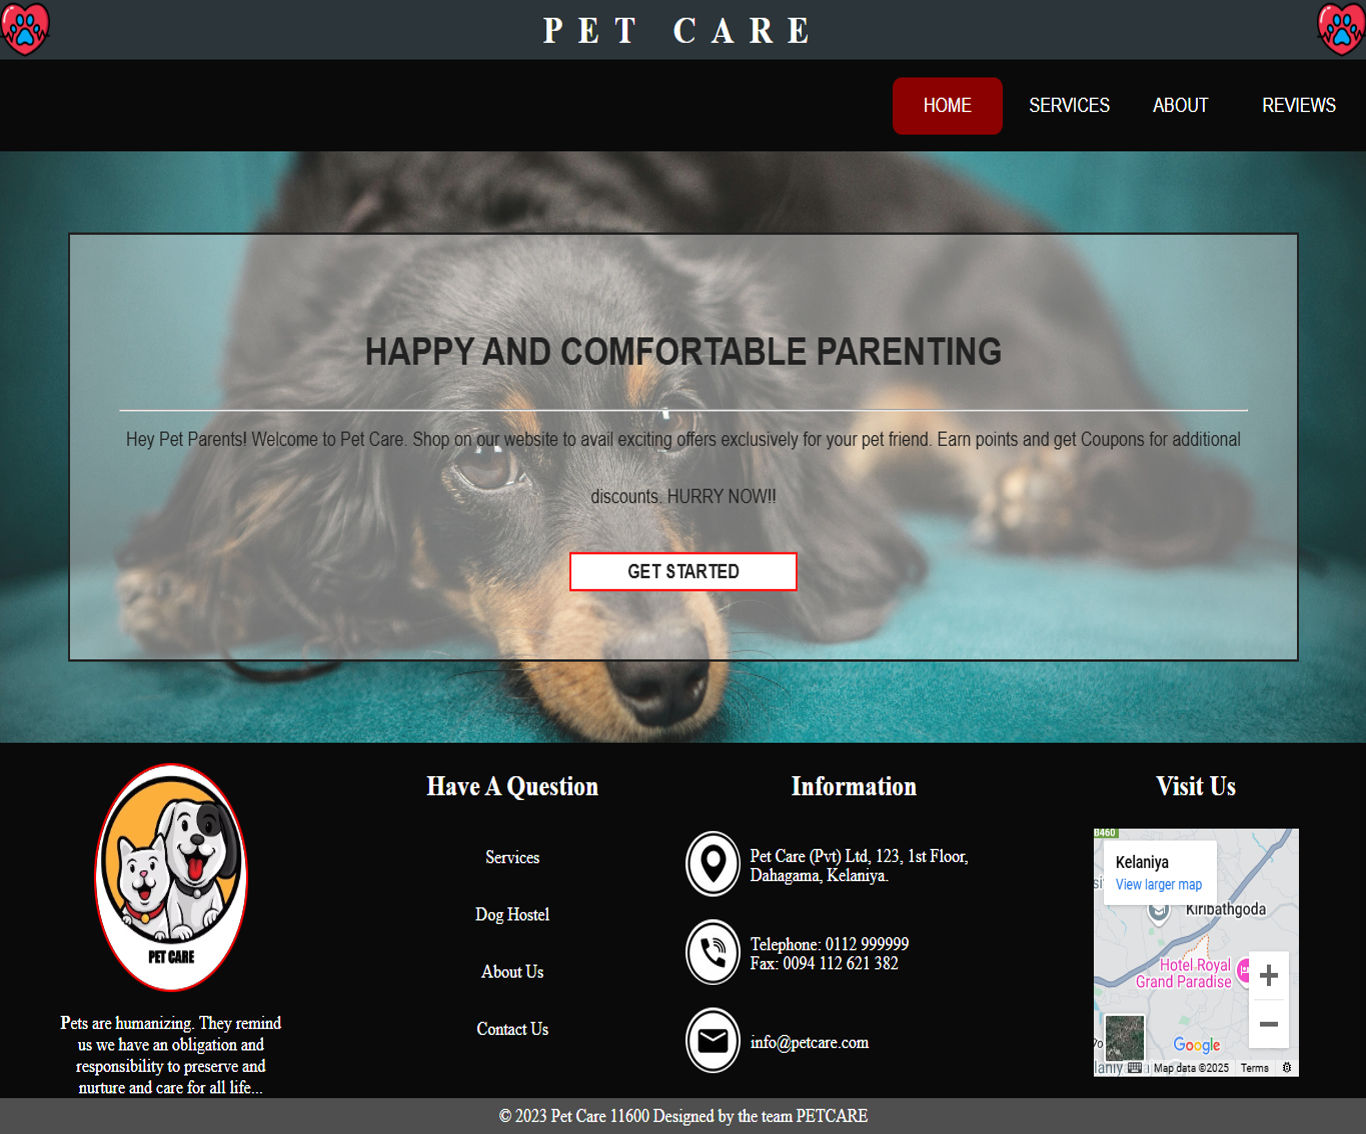 PET CARE
HOME
SERVICES
ABOUT
REVIEWS
HAPPY AND COMFORTABLE PARENTING
Hey Pet Parents! Welcome to Pet Care. Shop on our website to avail exciting offers exclusively for your pet friend. Earn points and get Coupons for additional
discounts. HURRY NOW!!
GET STARTED
PET CARE
Pets are humanizing. They remind
us we have an obligation and
responsibility to preserve and
nurture and care for all life...
Have A Question
Services
Dog Hostel
About Us
Contact Us
Information
Pet Care (Pvt) Ltd, 123, 1st Floor,
Dahagama, Kelaniya.
Telephone: 0112 999999
Fax: 0094 112 621 382
info@petcare.com
Visit Us
B460
Kelaniya
View larger map
Kiribathgoda
Hotel Royal
Grand Paradise
Google
Map data ©2025
Terms
© 2023 Pet Care 11600 Designed by the team PETCARE